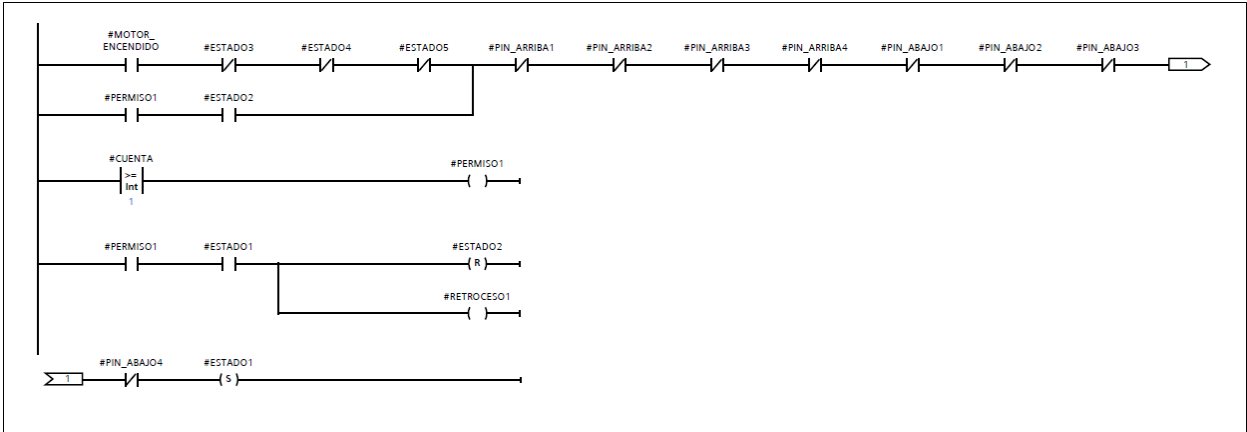 #MOTOR_
ENCENDIDO #ESTADO3 #ESTADO4 #ESTADO5 #PIN_ARRIBA1 #PIN_ARRIBA2 #PIN_ARRIBA3 #PIN_ARRIBA4 #PIN_ABAJO1 #PIN_ABAJO2 #PIN_ABAJO3
1
#PERMISO1 #ESTADO2
#CUENTA #PERMISO1
>=
Int
1
#PERMISO1 #ESTADO1 #ESTADO2
R
#RETROCESO1
#PIN_ABAJO4 #ESTADO1
1 S